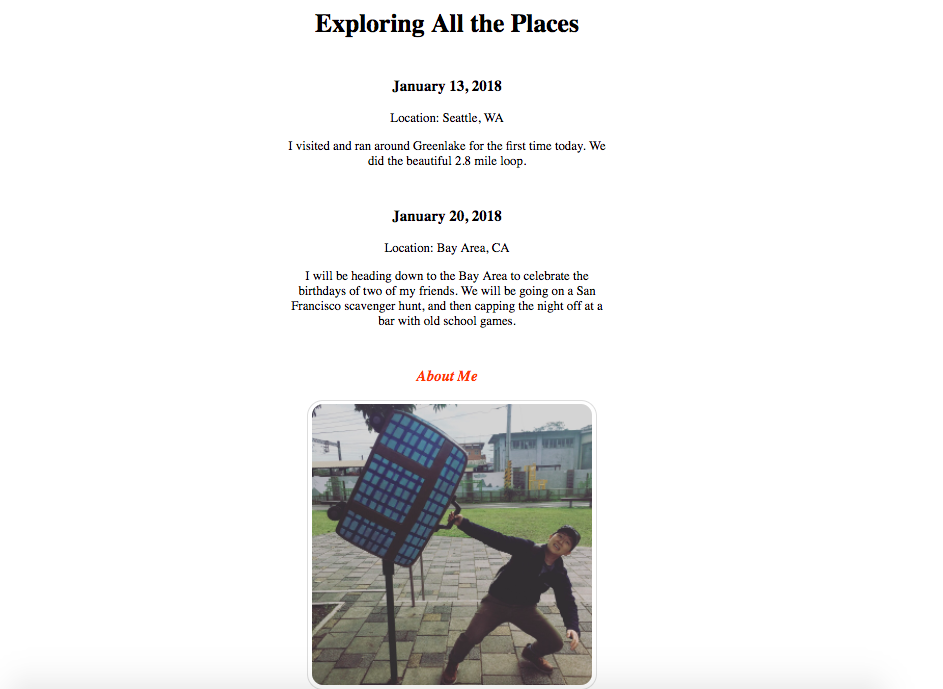 Exploring All the Places
January 13, 2018
Location: Seattle, WA
I visited and ran around Greenlake for the first time today. We
did the beautiful 2.8 mile loop.
January 20, 2018
Location: Bay Area, CA
I will be heading down to the Bay Area to celebrate the
birthdays of two of my friends. We will be going on a San
Francisco scavenger hunt, and then capping the night off at a
bar with old school games.
About Me